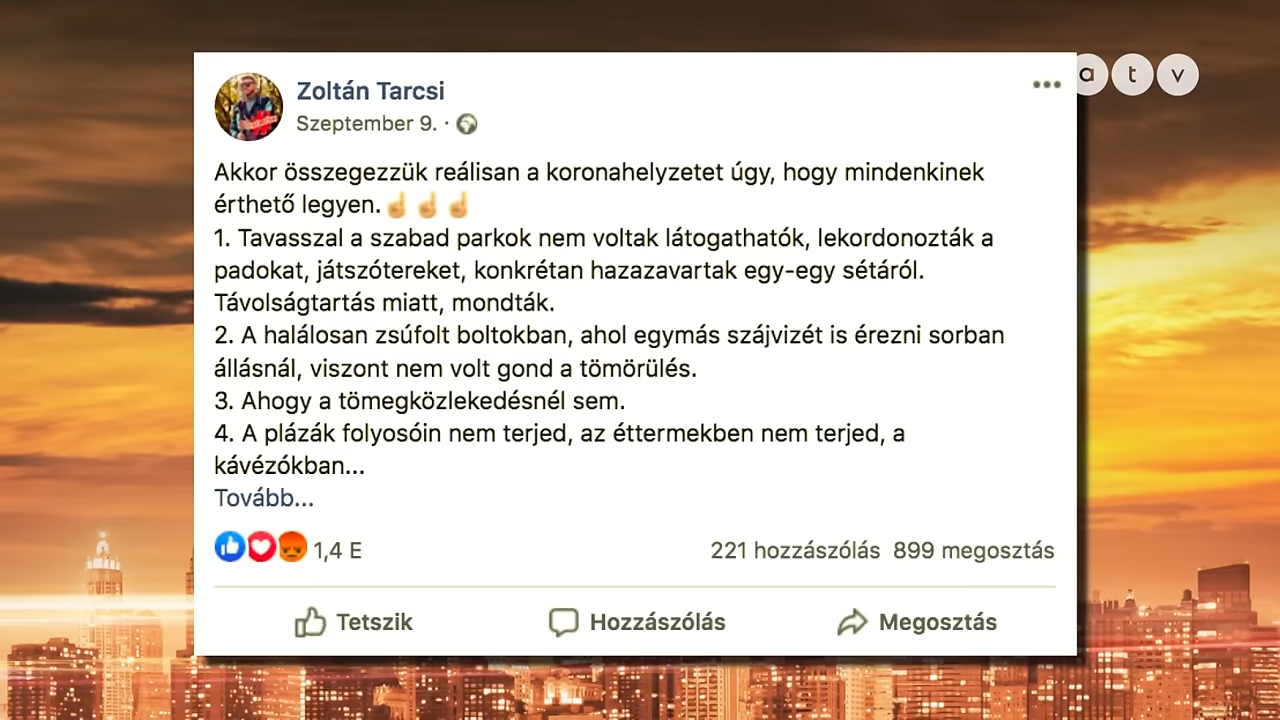 Zoltán Tarcsi
Szeptember 9. ·
a t v
Akkor összegezzük reálisan a koronahelyzetet úgy, hogy mindenkinek
érthető legyen.☝☝☝
1. Tavasszal a szabad parkok nem voltak látogathatók, lekordonozták a
padokat, játszótereket, konkrétan hazazavartak egy-egy sétáról.
Távolságtartás miatt, mondták.
2. A halálosan zsúfolt boltokban, ahol egymás szájvizét is érezni sorban
állásnál, viszont nem volt gond a tömörülés.
3. Ahogy a tömegközlekedésnél sem.
4. A plázák folyosóin nem terjed, az éttermekben nem terjed, a
kávézókban...
Tovább...
1,4 E
221 hozzászólás 899 megosztás
Tetszik Hozzászólás Megosztás